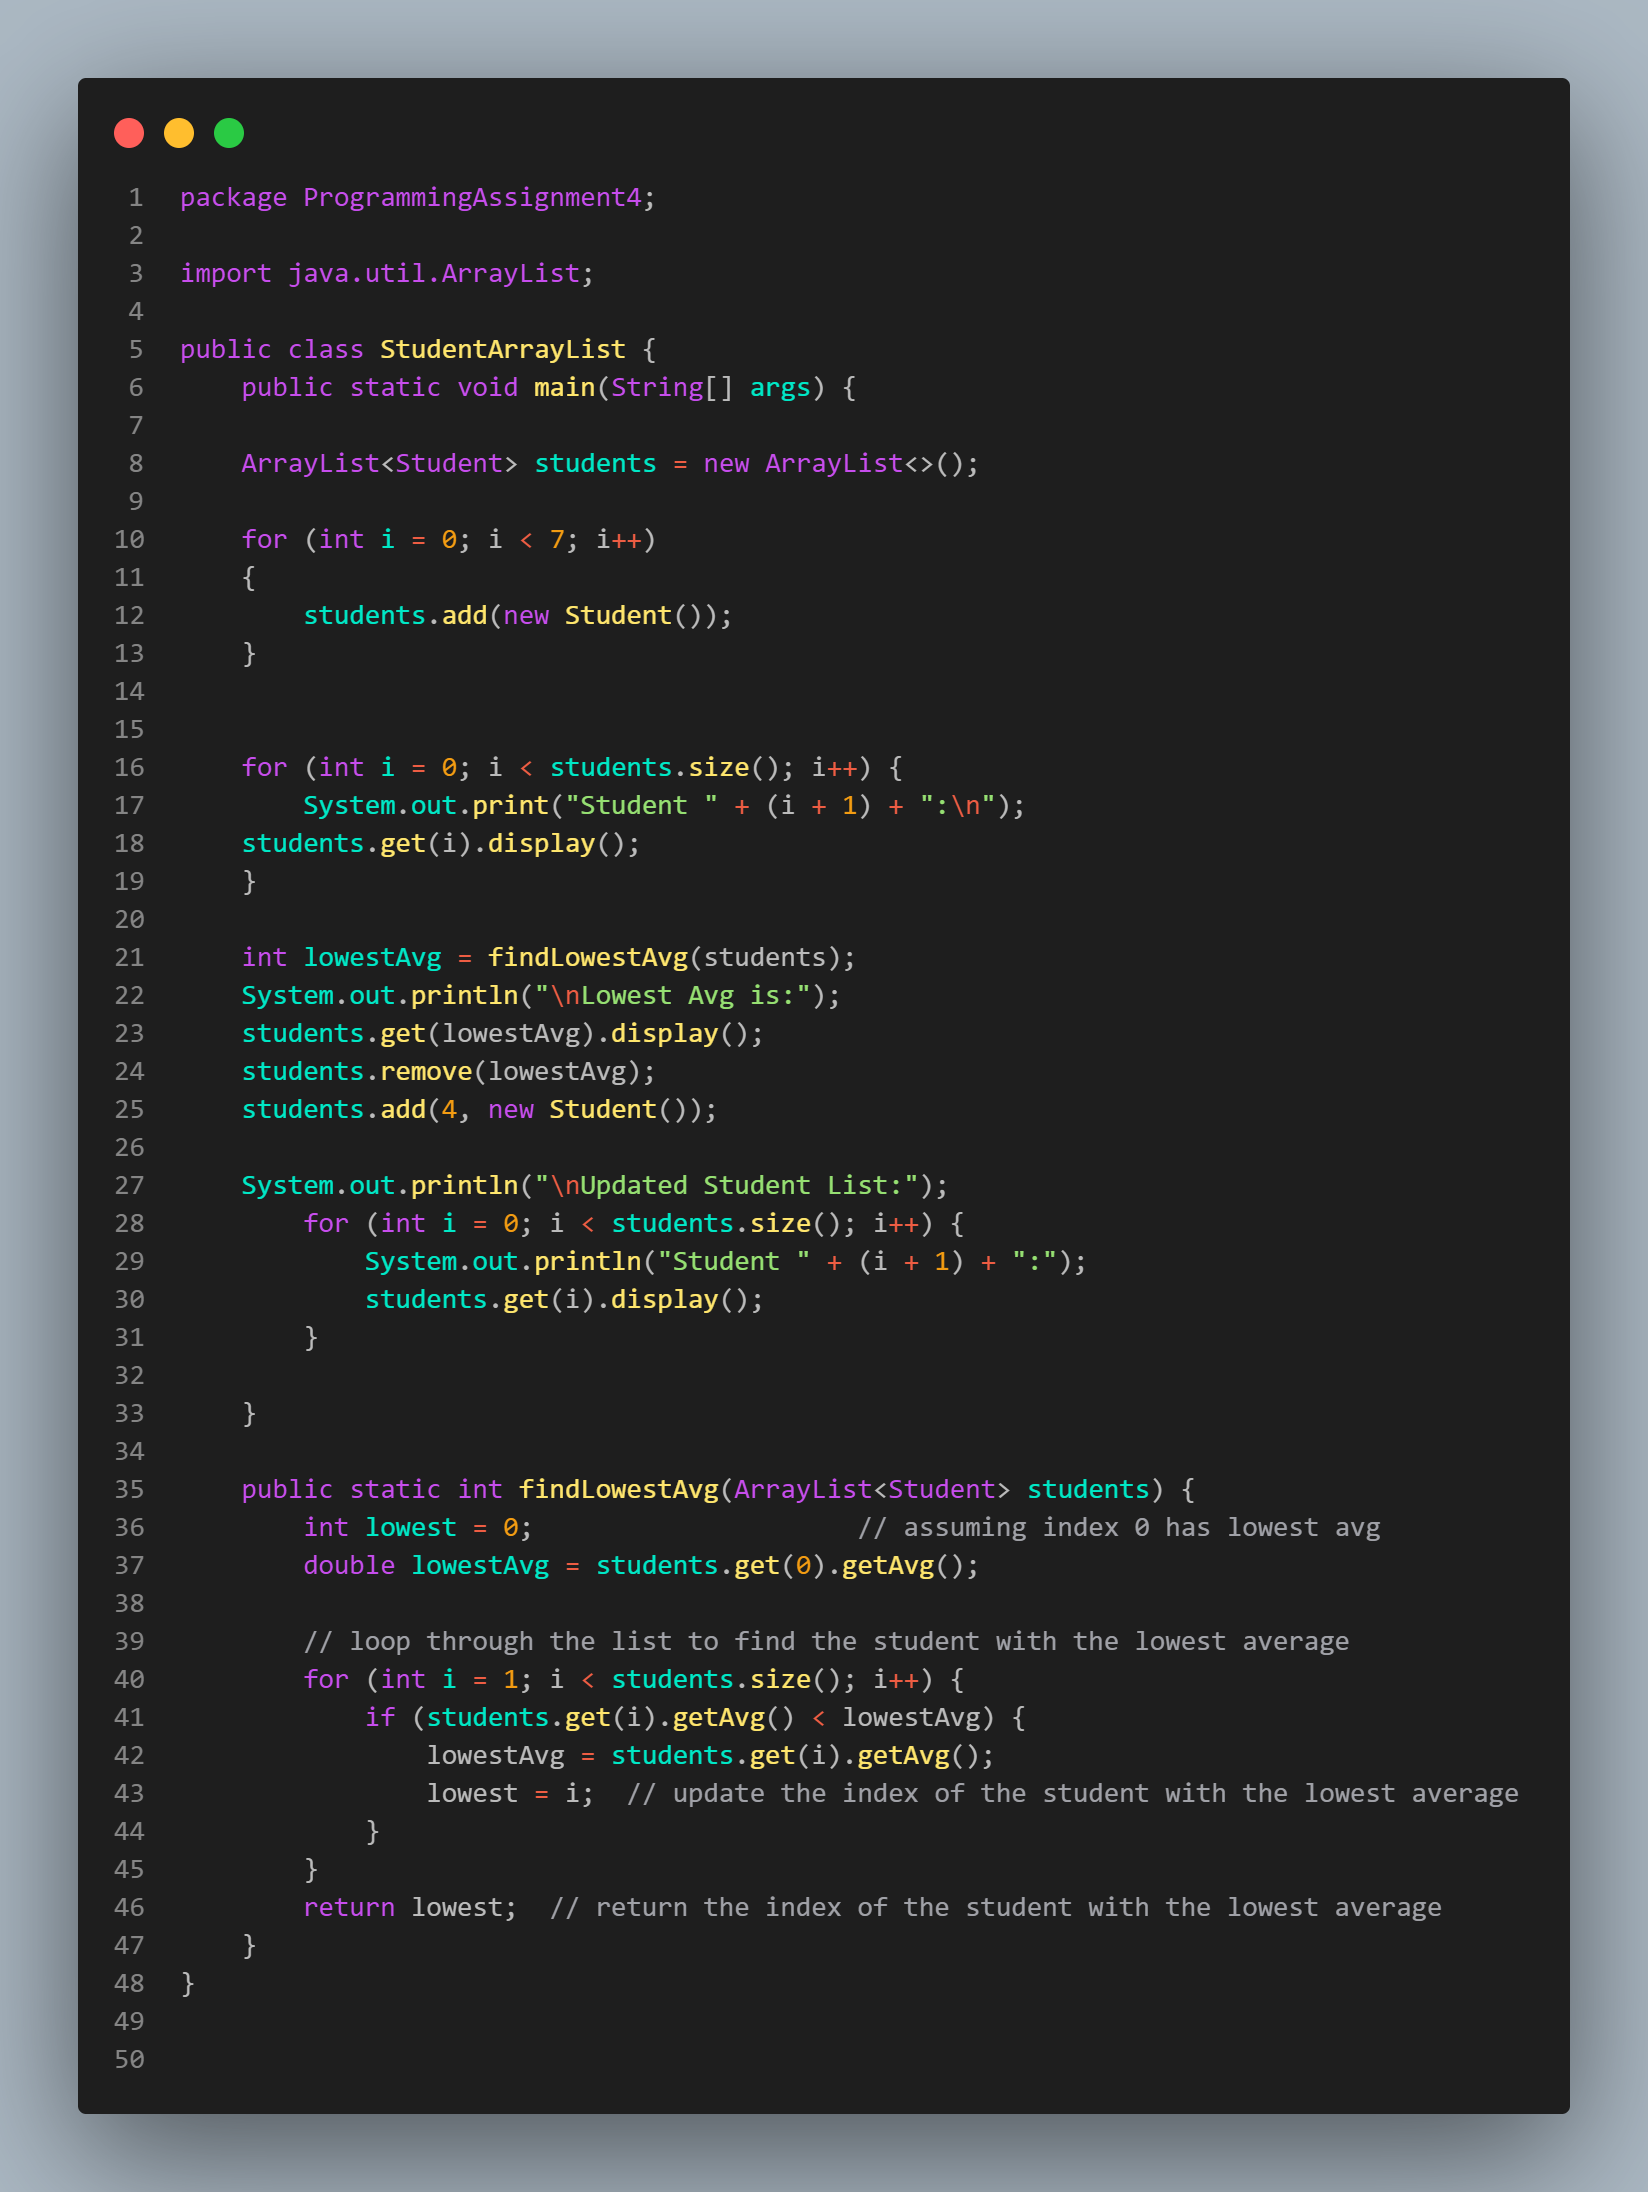 1 package ProgrammingAssignment4;
2
3 import java.util.ArrayList;
4
5 public class StudentArrayList {
6     public static void main(String[] args) {
7
8     ArrayList<Student> students = new ArrayList<>();
9
10     for (int i = 0; i < 7; i++)
11     {
12         students.add(new Student());
13     }
14
15
16     for (int i = 0; i < students.size(); i++) {
17         System.out.print("Student " + (i + 1) + ":\n");
18     students.get(i).display();
19     }
20
21     int lowestAvg = findLowestAvg(students);
22     System.out.println("\nLowest Avg is:");
23     students.get(lowestAvg).display();
24     students.remove(lowestAvg);
25     students.add(4, new Student());
26
27     System.out.println("\nUpdated Student List:");
28         for (int i = 0; i < students.size(); i++) {
29             System.out.println("Student " + (i + 1) + ":");
30             students.get(i).display();
31         }
32
33     }
34
35     public static int findLowestAvg(ArrayList<Student> students) {
36         int lowest = 0;                     // assuming index 0 has lowest avg
37         double lowestAvg = students.get(0).getAvg();
38
39         // loop through the list to find the student with the lowest average
40         for (int i = 1; i < students.size(); i++) {
41             if (students.get(i).getAvg() < lowestAvg) {
42                 lowestAvg = students.get(i).getAvg();
43                 lowest = i;  // update the index of the student with the lowest average
44             }
45         }
46         return lowest;  // return the index of the student with the lowest average
47     }
48 }
49
50